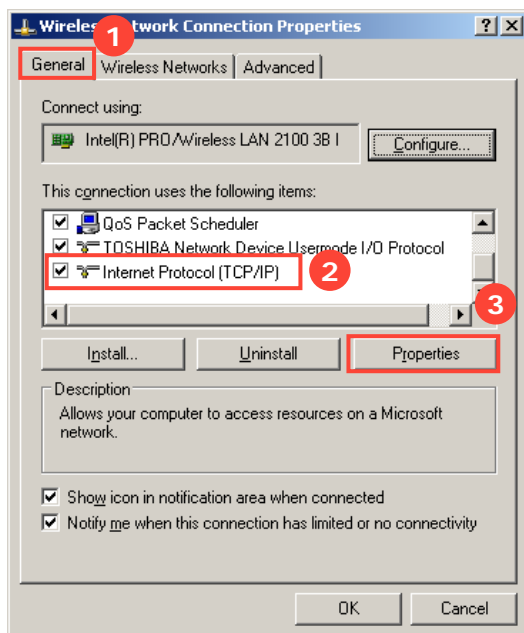 Wireless Network Connection Properties
1
General Wireless Networks Advanced
Connect using:
Intel(R) PRO/Wireless LAN 2100 3B I
Configure...
This connection uses the following items:
QoS Packet Scheduler
TOSHIBA Network Device Usermode I/O Protocol
Internet Protocol (TCP/IP)
2
3
Install... Uninstall Properties
Description
Allows your computer to access resources on a Microsoft
network.
Show icon in notification area when connected
Notify me when this connection has limited or no connectivity
OK Cancel